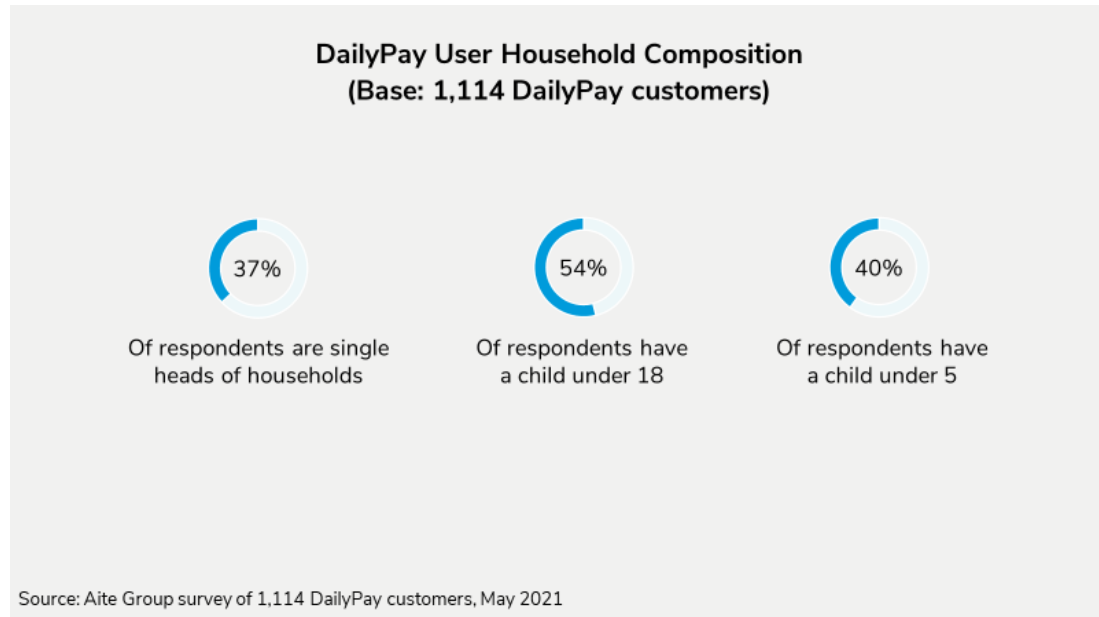 DailyPay User Household Composition
(Base: 1,114 DailyPay customers)
37%
Of respondents are single
heads of households
54%
Of respondents have
a child under 18
40%
Of respondents have
a child under 5
Source: Aite Group survey of 1,114 DailyPay customers, May 2021